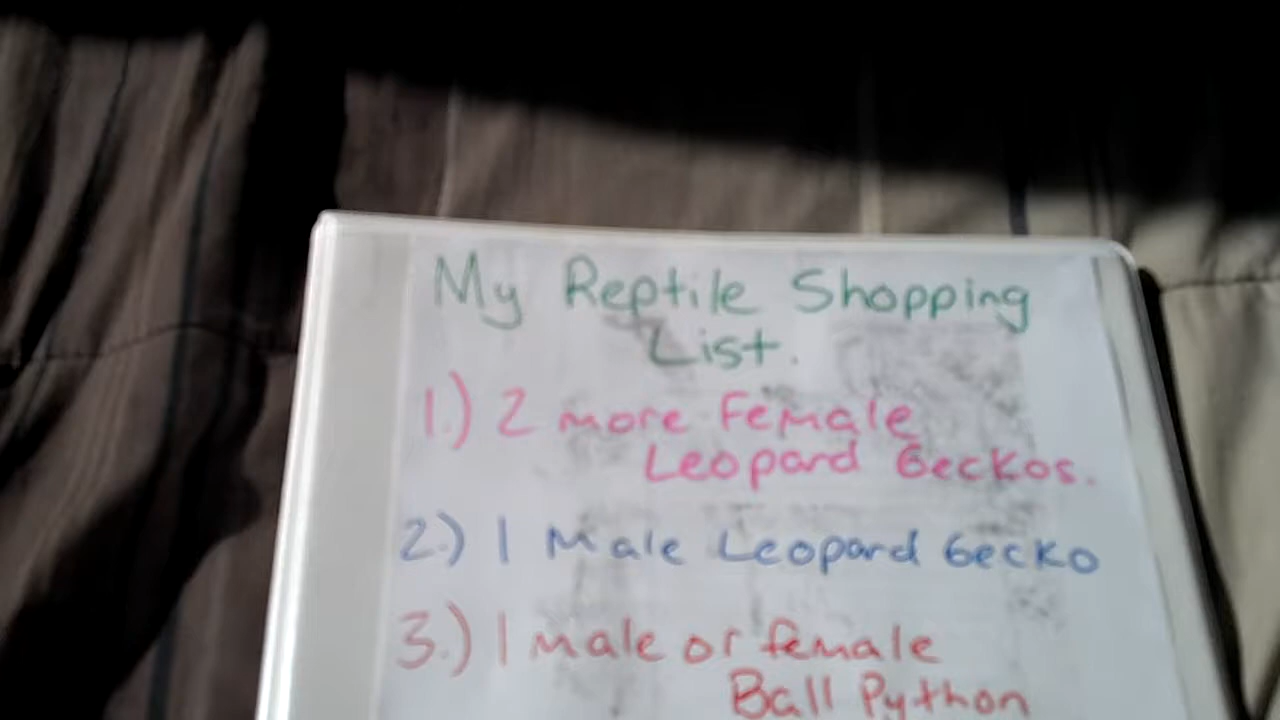 My Reptile Shopping
List.
1.) 2 more Female
Leopard Geckos.
2.) 1 Male Leopard Gecko
3.) 1 male or female
Ball Python